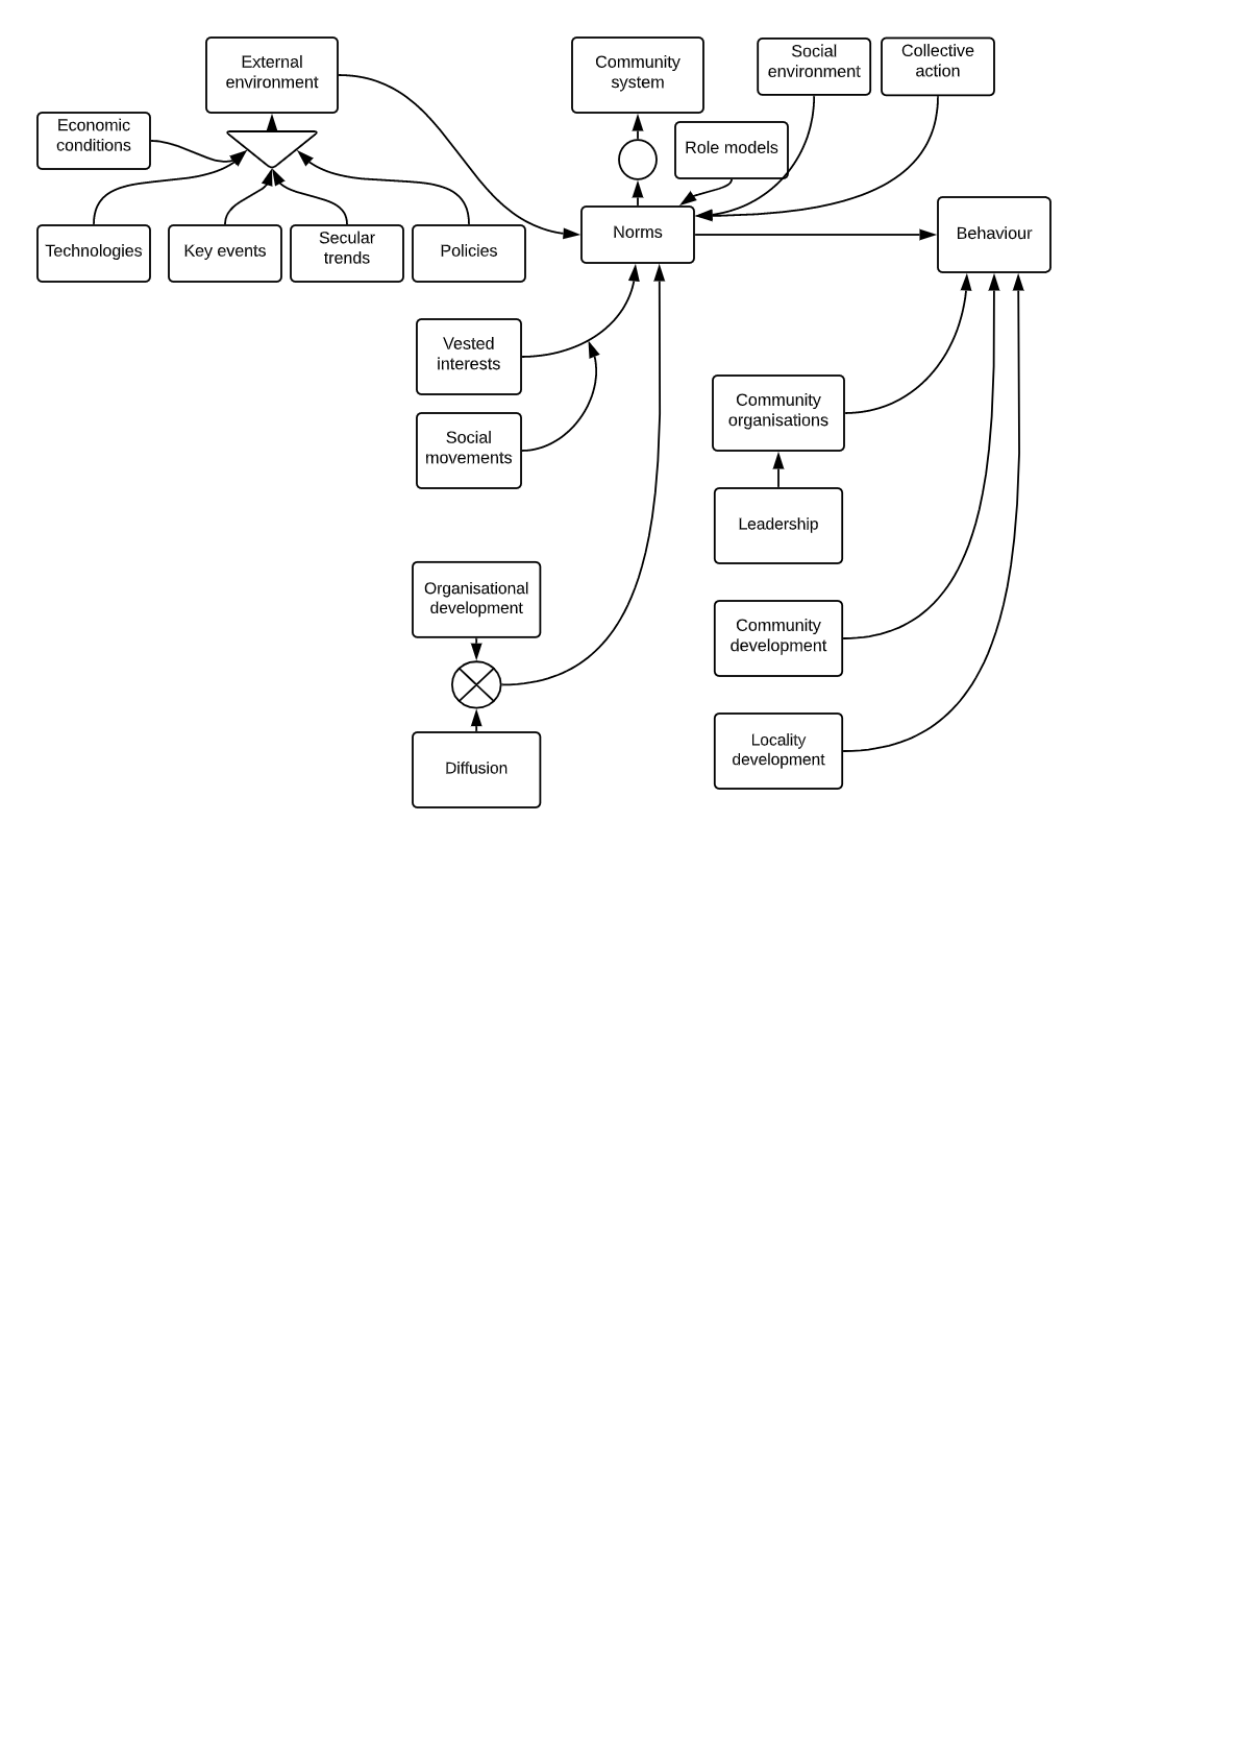 External
environment
Community
system
Social
environment
Collective
action
Economic
conditions
Role models
Technologies
Key events
Secular
trends
Policies
Norms
Behaviour
Vested
interests
Social
movements
Community
organisations
Leadership
Organisational
development
Community
development
Diffusion
Locality
development